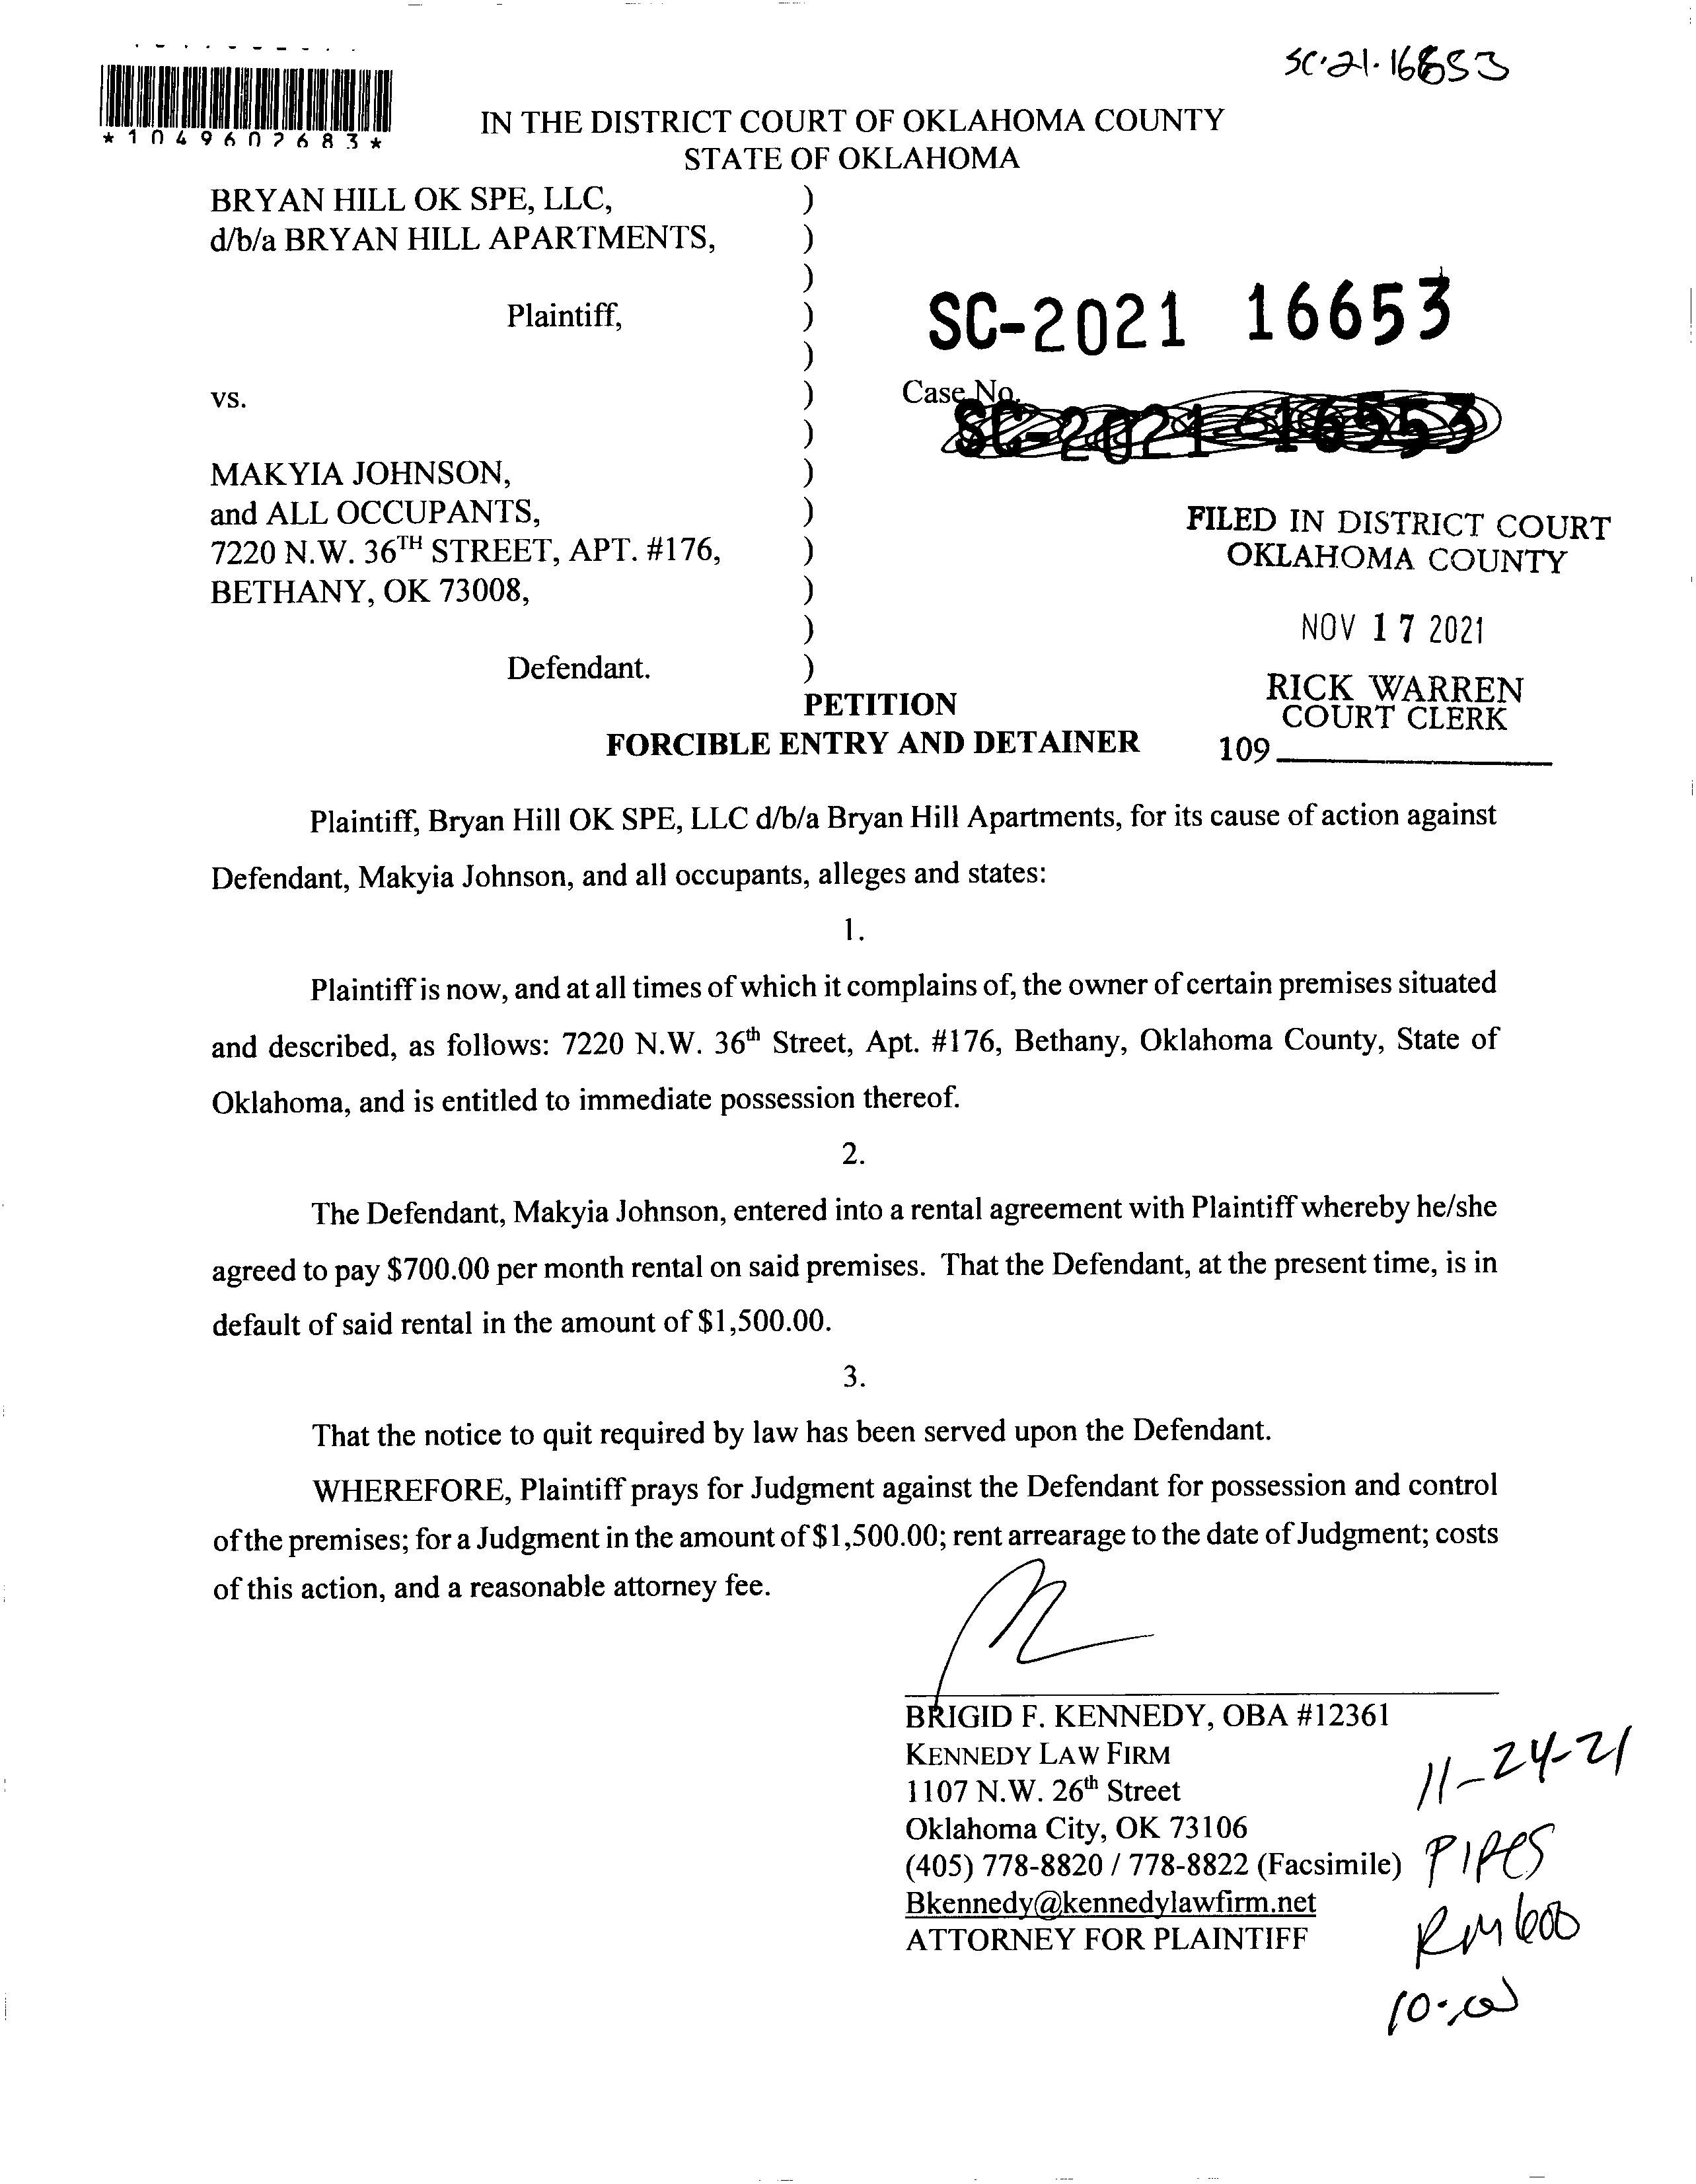 SC-21-16653
*1049602683*
IN THE DISTRICT COURT OF OKLAHOMA COUNTY
STATE OF OKLAHOMA
BRYAN HILL OK SPE, LLC, )
d/b/a BRYAN HILL APARTMENTS, )
)
Plaintiff, )
SC-2021 16653
)
vs. ) Case No.
)
MAKYIA JOHNSON, )
and ALL OCCUPANTS, )
7220 N.W. 36TH STREET, APT. #176, )
BETHANY, OK 73008, )
)
Defendant. )
FILED IN DISTRICT COURT
OKLAHOMA COUNTY
NOV 17 2021
RICK WARREN
COURT CLERK
109
PETITION
FORCIBLE ENTRY AND DETAINER
Plaintiff, Bryan Hill OK SPE, LLC d/b/a Bryan Hill Apartments, for its cause of action against
Defendant, Makyia Johnson, and all occupants, alleges and states:
1.
Plaintiff is now, and at all times of which it complains of, the owner of certain premises situated
and described, as follows: 7220 N.W. 36th Street, Apt. #176, Bethany, Oklahoma County, State of
Oklahoma, and is entitled to immediate possession thereof.
2.
The Defendant, Makyia Johnson, entered into a rental agreement with Plaintiff whereby he/she
agreed to pay $700.00 per month rental on said premises. That the Defendant, at the present time, is in
default of said rental in the amount of $1,500.00.
3.
That the notice to quit required by law has been served upon the Defendant.
WHEREFORE, Plaintiff prays for Judgment against the Defendant for possession and control
of the premises; for a Judgment in the amount of $1,500.00; rent arrearage to the date of Judgment; costs
of this action, and a reasonable attorney fee.
BRIGID F. KENNEDY, OBA #12361
KENNEDY LAW FIRM
1107 N.W. 26th Street
Oklahoma City, OK 73106
(405) 778-8820 / 778-8822 (Facsimile)
Bkennedy@kennedylawfirm.net
ATTORNEY FOR PLAINTIFF
11-24-21
PIPES
RM 600
10:00